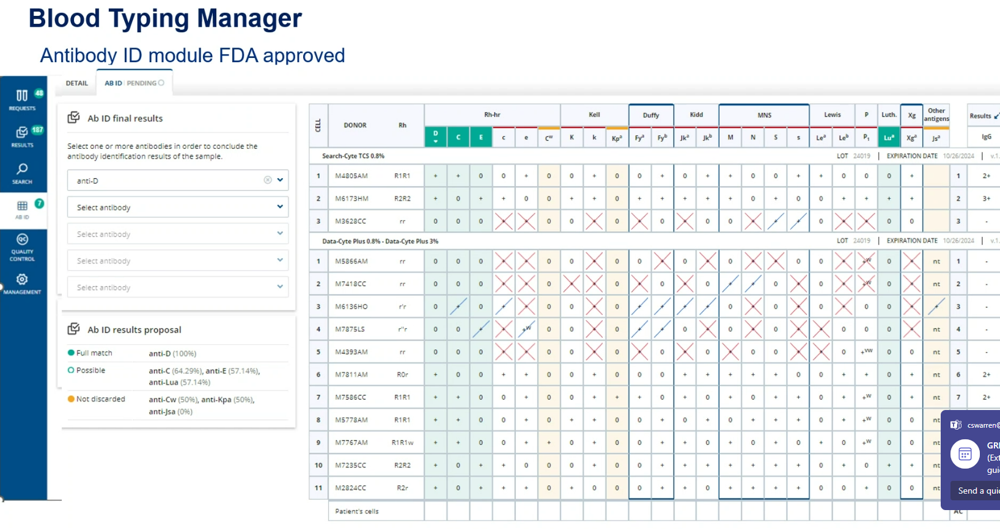 Blood Typing Manager
Antibody ID module FDA approved
48
REQUESTS
187
RESULTS
SEARCH
7
AB ID
QC
QUALITY
CONTROL
MANAGEMENT
DETAIL
AB ID | PENDING
Ab ID final results
Select one or more antibodies in order to conclude the
antibody identification results of the sample.
anti-D
Select antibody
Select antibody
Select antibody
Select antibody
Ab ID results proposal
Full match anti-D (100%)
Possible anti-C (64.29%), anti-E (57.14%),
anti-Lua (57.14%)
Not discarded anti-Cw (50%), anti-Kpa (50%),
anti-Jsa (0%)
CELL DONOR Rh Rh-hr Kell Duffy Kidd MNS Lewis P Luth. Xg Other antigens Results
D C E c e Cw K k Kpa Fya Fyb Jka Jkb M N S s Lea Leb P1 Lua Xga Jsa IgG
Search-Cyte TCS 0.8% LOT 24019 | EXPIRATION DATE 10/26/2024 | v.1.
1 M4805AM R1R1 + + 0 0 + 0 0 + 0 0 + 0 + + 0 0 + + 0 0 0 + 1 2+
2 M6173HM R2R2 + 0 + + 0 0 + + 0 + + + + + 0 + 0 0 + + + + 2 3+
3 M3628CC rr 0 0 0 + + 0 0 + 0 + 0 + 0 0 + + + 0 + + 0 0 3 -
Data-Cyte Plus 0.8% - Data-Cyte Plus 3% LOT 24019 | EXPIRATION DATE 10/26/2024 | v.1.
1 M5866AM rr 0 0 0 + + 0 0 + 0 0 + 0 + 0 + + 0 0 + +W 0 + nt 1 -
2 M7418CC rr 0 0 0 + + 0 + + 0 + 0 + 0 + + 0 + 0 + +W 0 + nt 2 -
3 M6136HO r'r 0 + 0 + + 0 0 + 0 + + + + 0 + 0 + 0 + 0 0 + + 3 -
4 M7875LS r"r 0 0 + + +W 0 0 + 0 + + 0 + 0 + 0 + + 0 0 0 + nt 4 -
5 M4393AM rr 0 0 0 + + 0 0 + 0 + 0 + 0 + 0 0 + + 0 +VW 0 0 nt 5 -
6 M7811AM R0r + 0 0 + + 0 0 + 0 0 0 + + + + + 0 0 + + 0 + nt 6 2+
7 M7586CC R1R1 + + 0 0 + 0 0 + + + 0 + 0 + 0 + + 0 + +W 0 + nt 7 2+
8 M5778AM R1R1 + + 0 0 + 0 + + 0 0 + 0 + 0 + + + 0 + +W 0 0 nt
9 M7767AM R1R1w + + 0 0 + + 0 + 0 0 + + 0 + 0 + 0 + 0 +W 0 0 nt
10 M7235CC R2R2 + 0 + + 0 0 0 + 0 0 + 0 + + + + + 0 + 0 + + nt
11 M2824CC R2r + 0 + + + 0 + 0 0 0 + + 0 + + + + 0 0 + 0 0 nt
Patient's cells AC
cswarren@
GRI
(Ext
guid
Send a quic